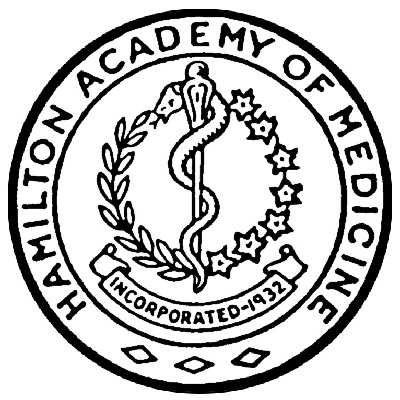 HAMILTON ACADEMY OF MEDICINE
INCORPORATED-1932